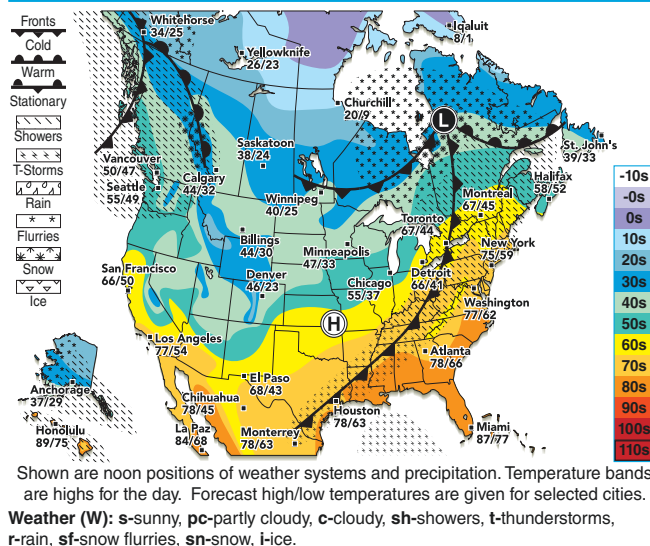 Fronts
Cold
Warm
Stationary
Showers
T-Storms
Rain
Flurries
Snow
Ice
Whitehorse
34/25
Iqaluit
8/1
Yellowknife
26/23
Churchill
20/9
L
St. John's
39/33
Saskatoon
38/24
Vancouver
50/47
Calgary
44/32
Halifax
58/52
Seattle
55/49
Winnipeg
40/25
Montreal
67/45
Toronto
67/44
Billings
44/30
Minneapolis
47/33
New York
75/59
San Francisco
66/50
Denver
46/23
Chicago
55/37
Detroit
66/41
Washington
77/62
H
Los Angeles
77/54
Atlanta
78/66
El Paso
68/43
Anchorage
37/29
Chihuahua
78/45
Houston
78/63
Honolulu
89/75
La Paz
84/68
Monterrey
78/63
Miami
87/77
-10s
-0s
0s
10s
20s
30s
40s
50s
60s
70s
80s
90s
100s
110s
Shown are noon positions of weather systems and precipitation. Temperature bands
are highs for the day. Forecast high/low temperatures are given for selected cities.
Weather (W): s-sunny, pc-partly cloudy, c-cloudy, sh-showers, t-thunderstorms,
r-rain, sf-snow flurries, sn-snow, i-ice.